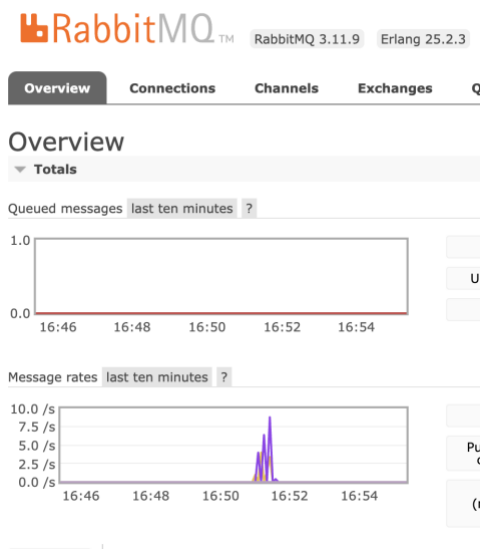 RabbitMQ TM RabbitMQ 3.11.9 Erlang 25.2.3
Overview Connections Channels Exchanges Q
Overview
Totals
Queued messages last ten minutes ?
1.0
U
0.0
16:46 16:48 16:50 16:52 16:54
Message rates last ten minutes ?
10.0 /s
7.5 /s
5.0 /s
Pu
2.5 /s
0.0 /s
16:46 16:48 16:50 16:52 16:54